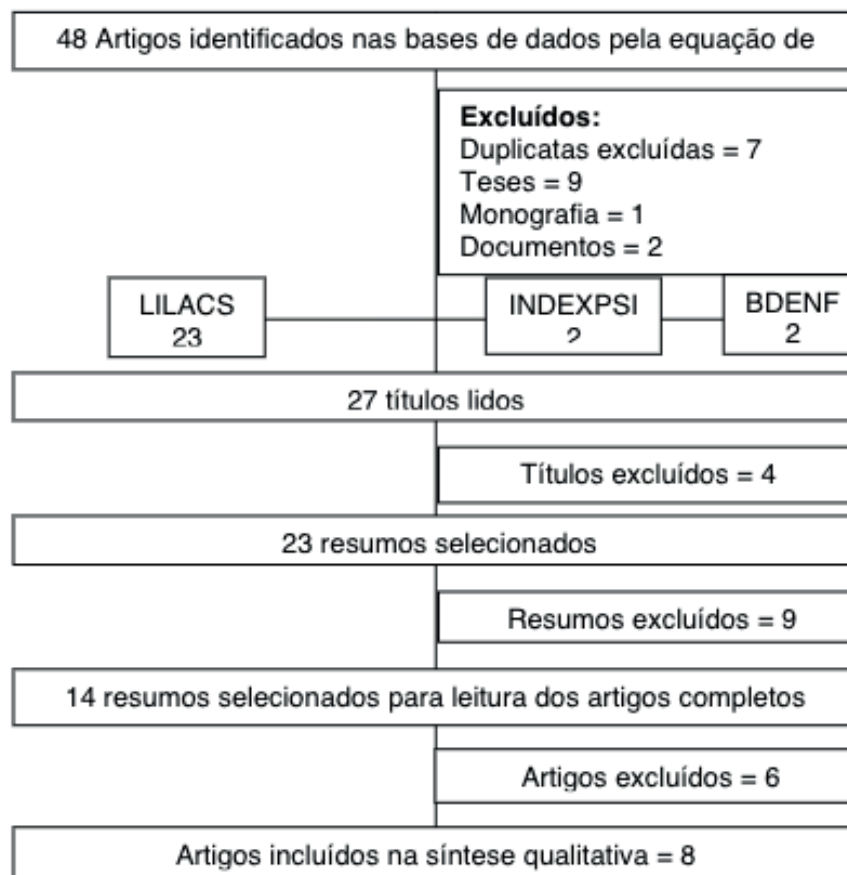 48 Artigos identificados nas bases de dados pela equação de
Excluídos:
Duplicatas excluídas = 7
Teses = 9
Monografia = 1
Documentos = 2
LILACS
23
INDEXPSI
2
BDENF
2
27 títulos lidos
Títulos excluídos = 4
23 resumos selecionados
Resumos excluídos = 9
14 resumos selecionados para leitura dos artigos completos
Artigos excluídos = 6
Artigos incluídos na síntese qualitativa = 8